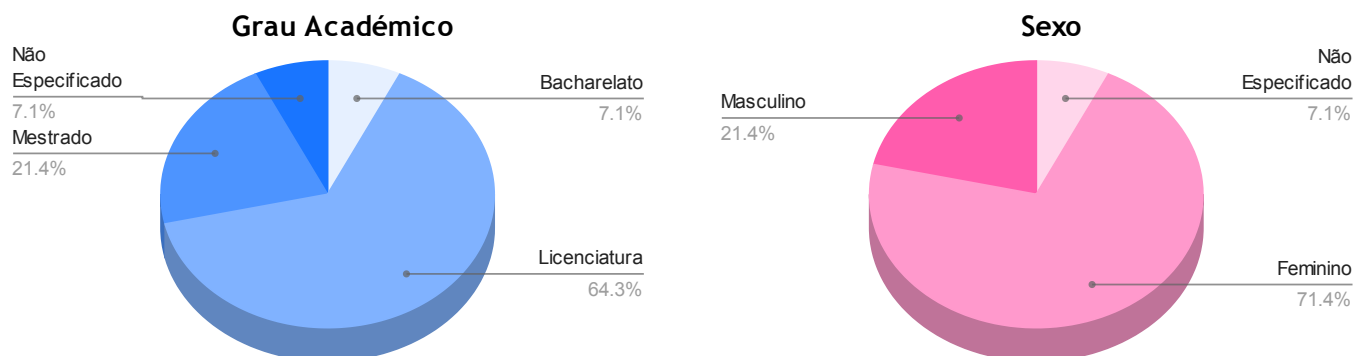 Grau Académico
Não
Especificado
7.1%
Mestrado
21.4%
Bacharelato
7.1%
Licenciatura
64.3%
Sexo
Masculino
21.4%
Não
Especificado
7.1%
Feminino
71.4%